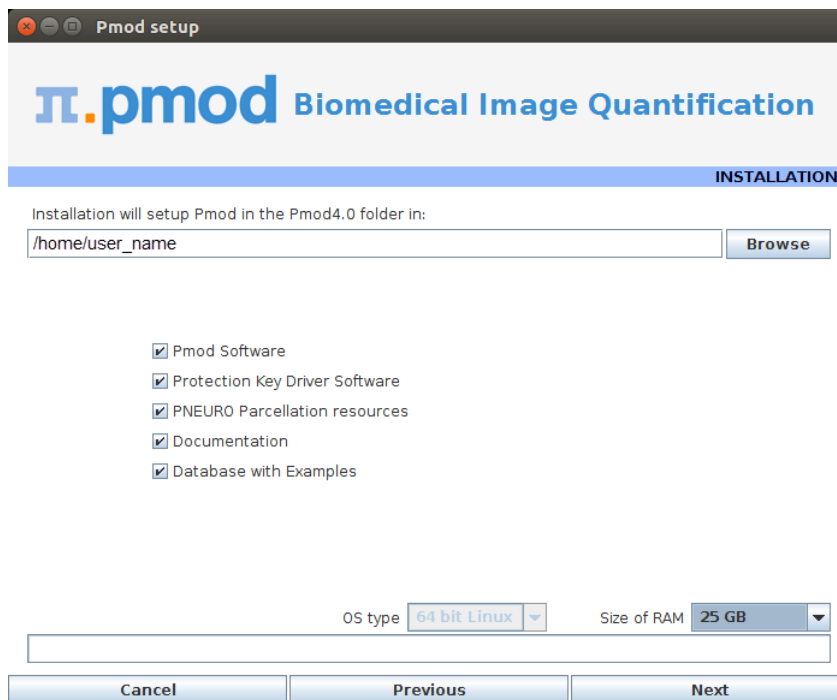 Pmod setup
π.pmod Biomedical Image Quantification
INSTALLATION
Installation will setup Pmod in the Pmod4.0 folder in:
/home/user_name Browse
Pmod Software
Protection Key Driver Software
PNEURO Parcellation resources
Documentation
Database with Examples
OS type 64 bit Linux Size of RAM 25 GB
Cancel Previous Next